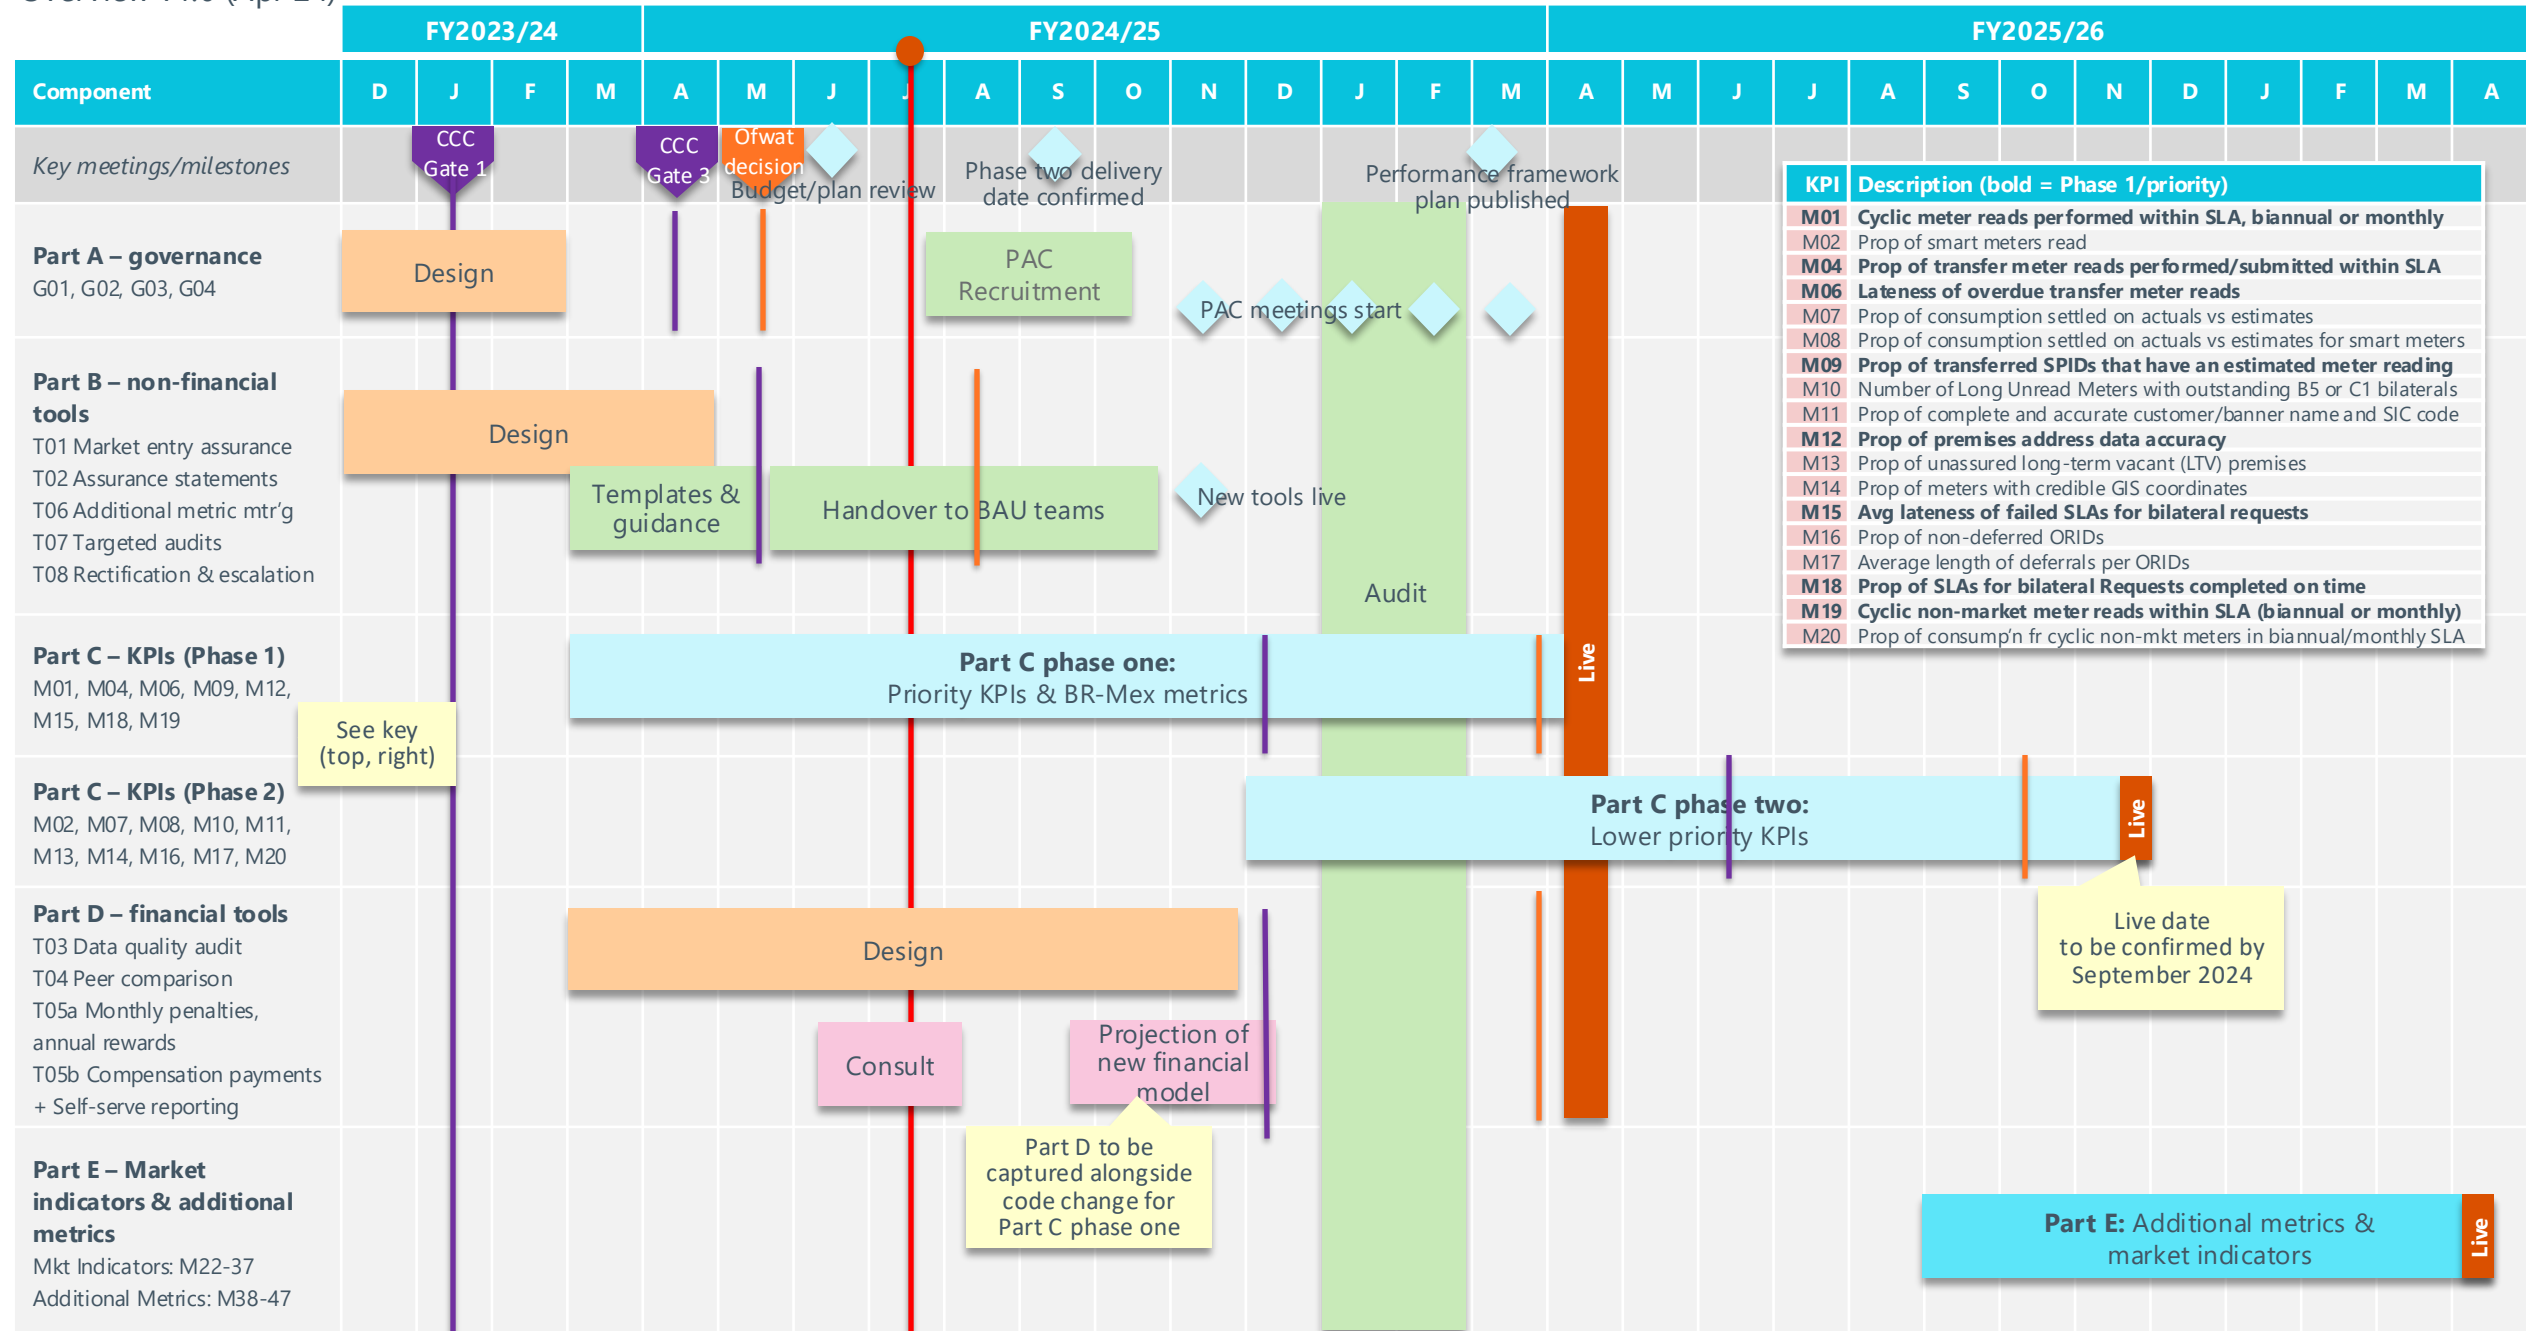 FY2023/24
FY2024/25
FY2025/26
Component
D
J
F
M
A
M
J
J
A
S
O
N
D
J
F
M
A
M
J
J
A
S
O
N
D
J
F
M
A
Key meetings/milestones
CCC
Gate 1
CCC
Gate 3
Ofwat
decision
Budget/plan review
Phase two delivery
date confirmed
Performance framework
plan published
KPI Description (bold = Phase 1/priority)
M01 Cyclic meter reads performed within SLA, biannual or monthly
M02 Prop of smart meters read
M04 Prop of transfer meter reads performed/submitted within SLA
M06 Lateness of overdue transfer meter reads
M07 Prop of consumption settled on actuals vs estimates
M08 Prop of consumption settled on actuals vs estimates for smart meters
M09 Prop of transferred SPIDs that have an estimated meter reading
M10 Number of Long Unread Meters with outstanding B5 or C1 bilaterals
M11 Prop of complete and accurate customer/banner name and SIC code
M12 Prop of premises address data accuracy
M13 Prop of unassured long-term vacant (LTV) premises
M14 Prop of meters with credible GIS coordinates
M15 Avg lateness of failed SLAs for bilateral requests
M16 Prop of non-deferred ORIDs
M17 Average length of deferrals per ORIDs
M18 Prop of SLAs for bilateral Requests completed on time
M19 Cyclic non-market meter reads within SLA (biannual or monthly)
M20 Prop of consump'n fr cyclic non-mkt meters in biannual/monthly SLA
Part A – governance
G01, G02, G03, G04
Design
PAC
Recruitment
PAC meetings start
Part B – non-financial
tools
T01 Market entry assurance
T02 Assurance statements
T06 Additional metric mtr'g
T07 Targeted audits
T08 Rectification & escalation
Design
Templates &
guidance
Handover to BAU teams
New tools live
Audit
Live
Part C – KPIs (Phase 1)
M01, M04, M06, M09, M12,
M15, M18, M19
Part C phase one:
Priority KPIs & BR-Mex metrics
See key
(top, right)
Part C – KPIs (Phase 2)
M02, M07, M08, M10, M11,
M13, M14, M16, M17, M20
Part C phase two:
Lower priority KPIs
Live
Live date
to be confirmed by
September 2024
Part D – financial tools
T03 Data quality audit
T04 Peer comparison
T05a Monthly penalties,
annual rewards
T05b Compensation payments
+ Self-serve reporting
Design
Consult
Projection of
new financial
model
Part D to be
captured alongside
code change for
Part C phase one
Part E – Market
indicators & additional
metrics
Mkt Indicators: M22-37
Additional Metrics: M38-47
Part E: Additional metrics &
market indicators
Live